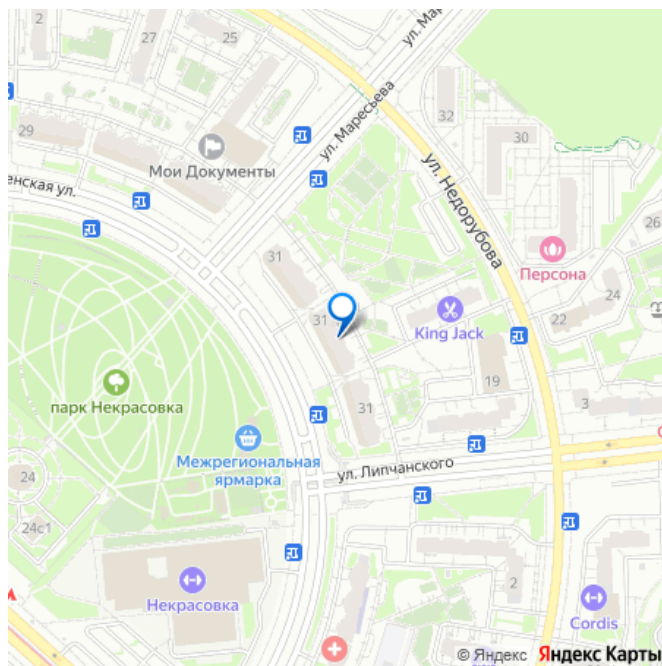 2
27
25
ул. Маресьева
29
Мои Документы
ул. Маресьева
32
30
енская ул.
ул. Недорубова
26
31
Персона
31
King Jack
24
22
парк Некрасовка
19
31
3
Межрегиональная
ярмарка
ул. Липчанского
24
24с1
Некрасовка
2
Cordis
© Яндекс Яндекс Карты